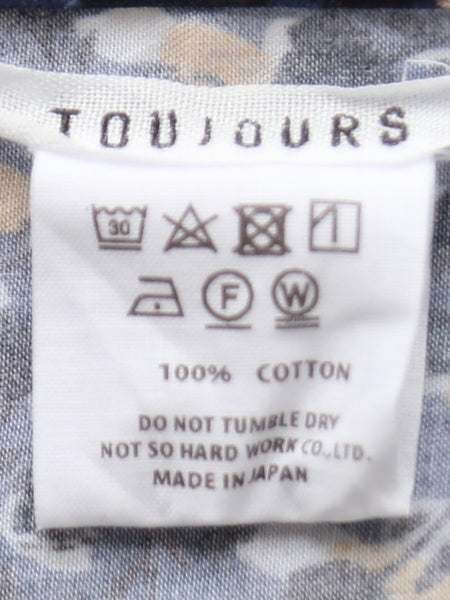 TOUJOURS
30
F W
100% COTTON
DO NOT TUMBLE DRY
NOT SO HARD WORK CO., LTD.
MADE IN JAPAN